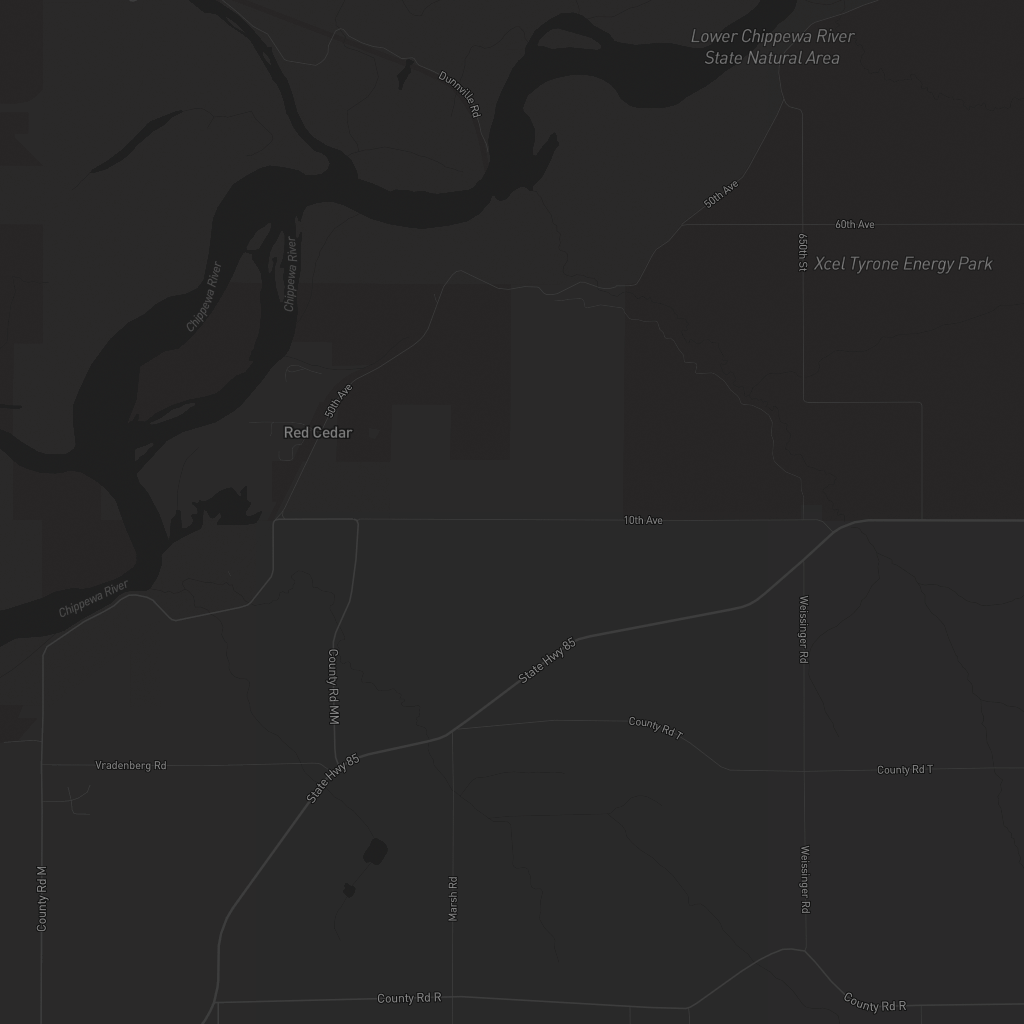 Lower Chippewa River
State Natural Area
Dunnville Rd
50th Ave
60th Ave
650th St
Xcel Tyrone Energy Park
Chippewa River
Chippewa River
50th Ave
Red Cedar
10th Ave
Chippewa River
Weissinger Rd
State Hwy 85
County Rd MM
County Rd T
State Hwy 85
Vradenberg Rd
County Rd T
County Rd M
Marsh Rd
Weissinger Rd
County Rd R
County Rd R